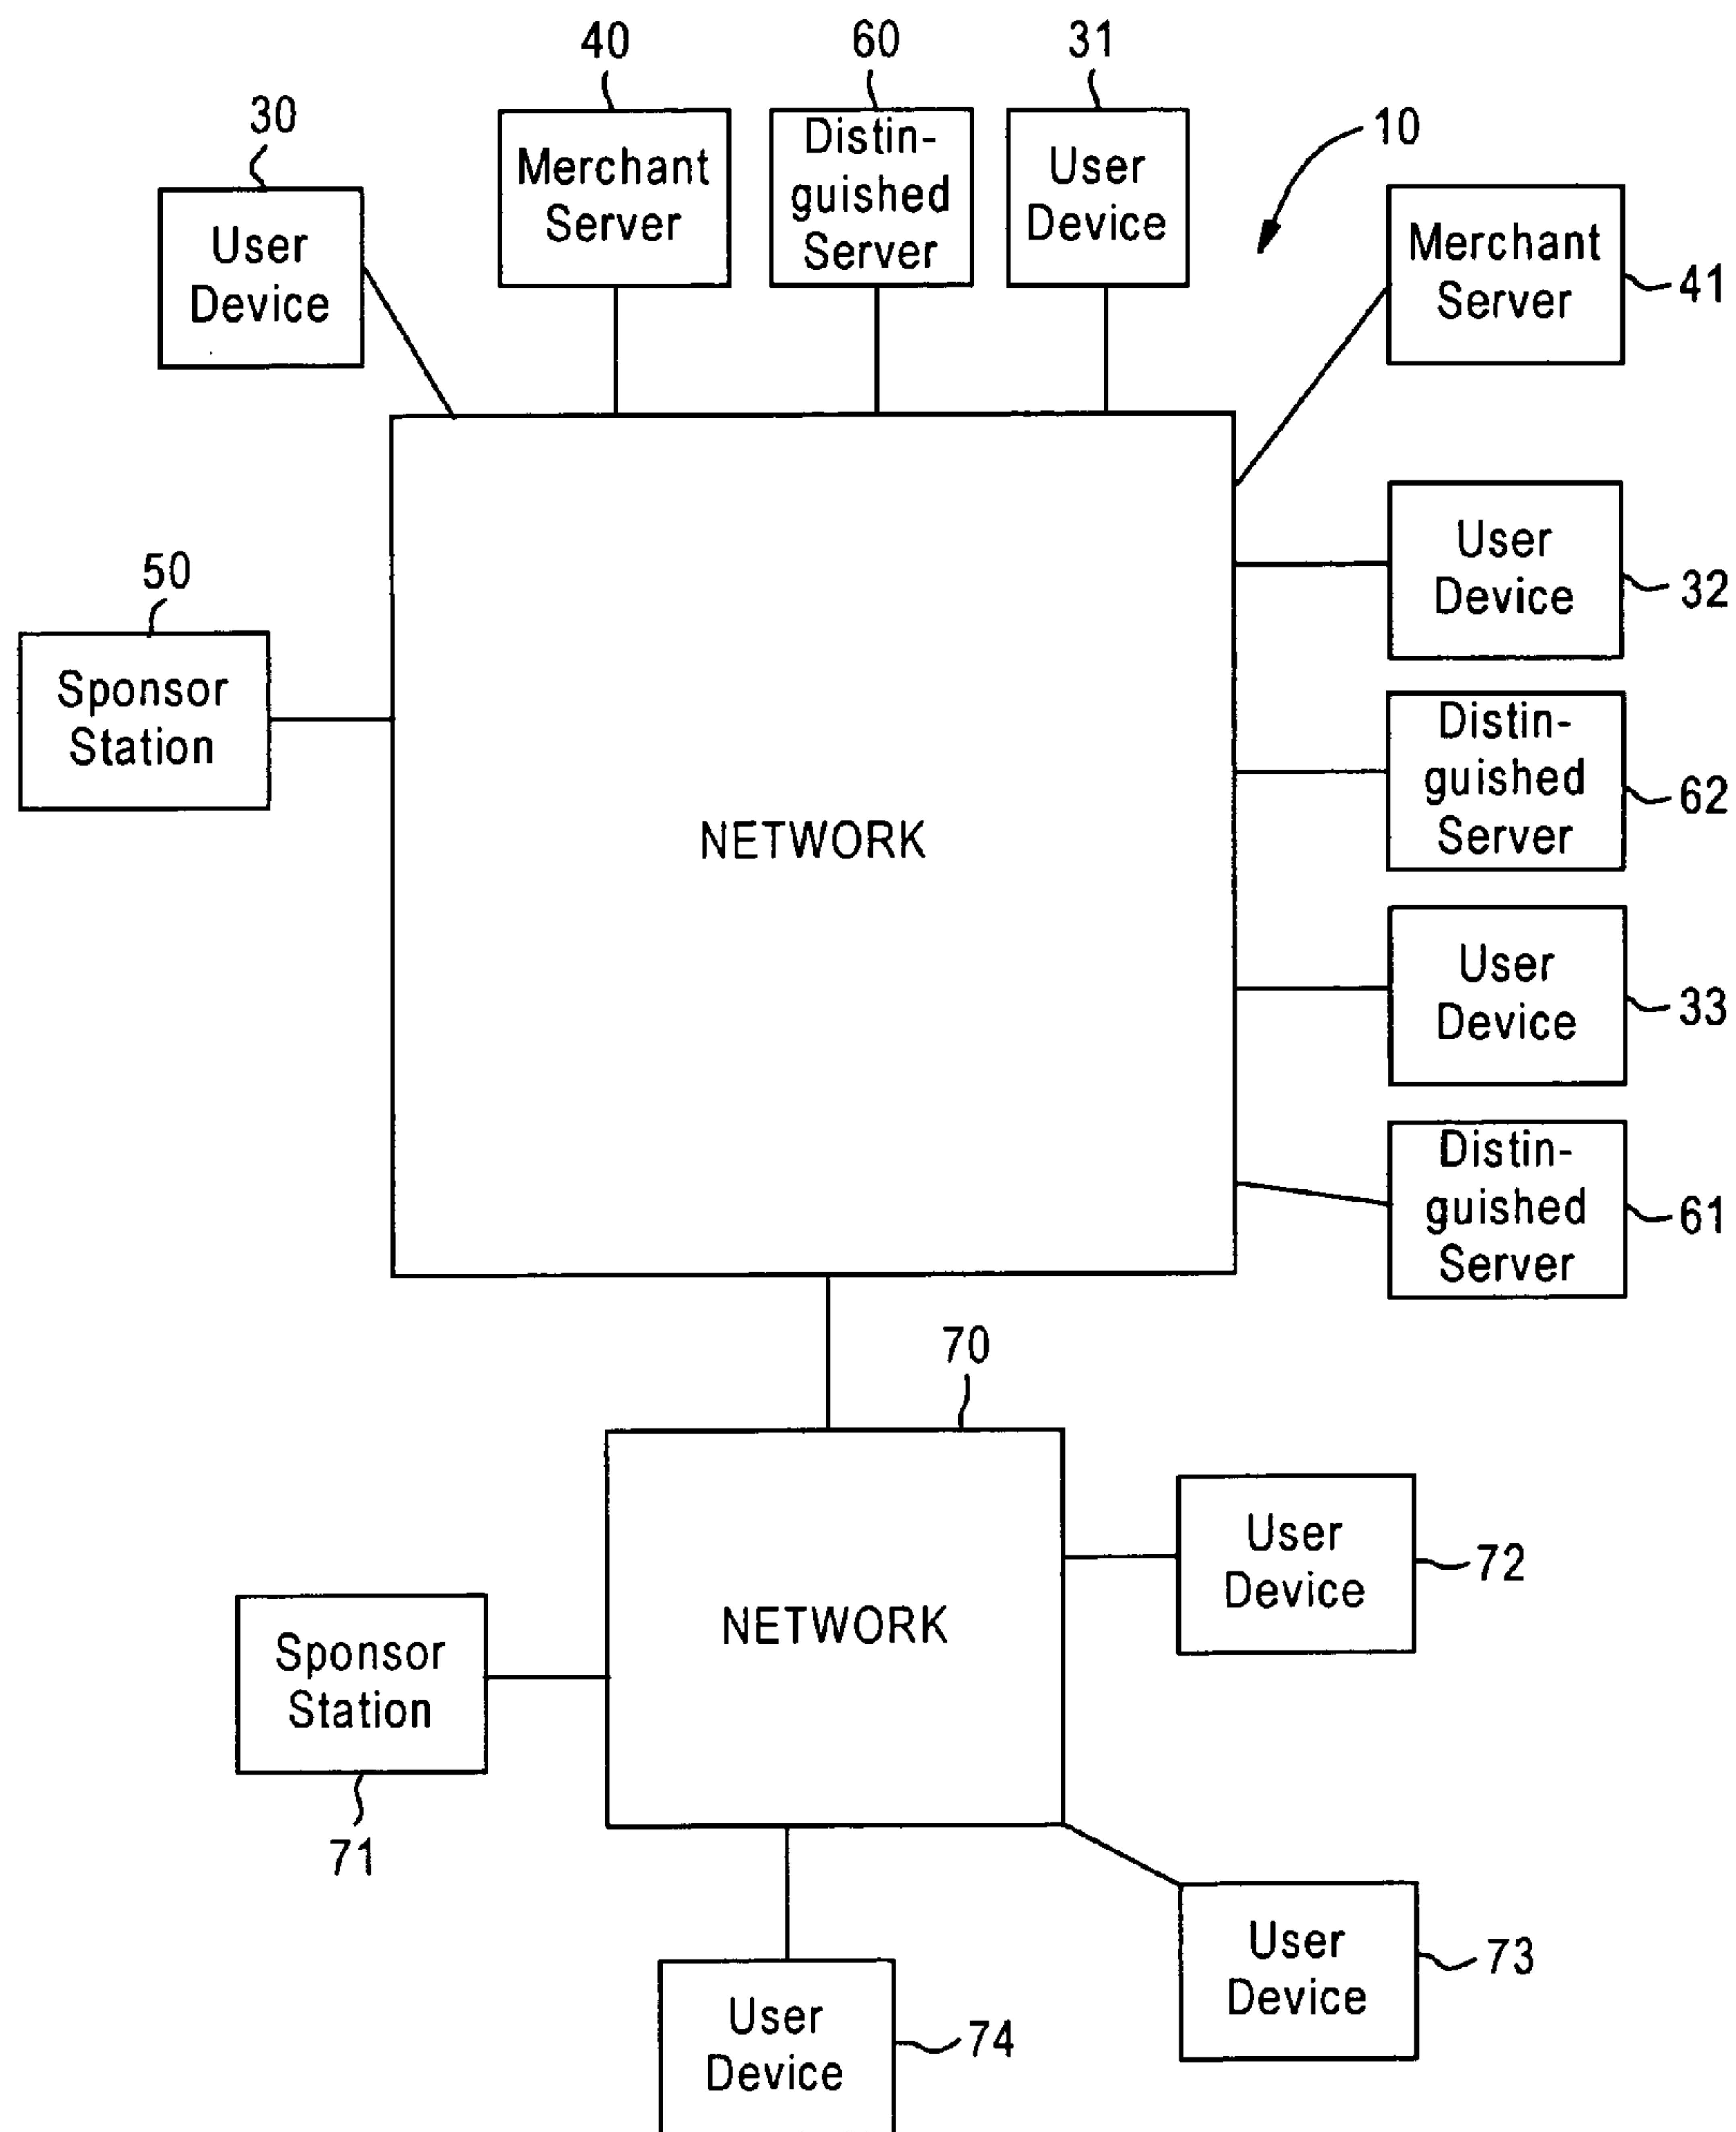 40
60
31
30
10
Merchant
Server
Distin-
guished
Server
User
Device
User
Device
Merchant
Server
41
User
Device
32
50
Sponsor
Station
Distin-
guished
Server
62
NETWORK
User
Device
33
Distin-
guished
Server
61
70
User
Device
72
NETWORK
Sponsor
Station
71
User
Device
73
User
Device
74